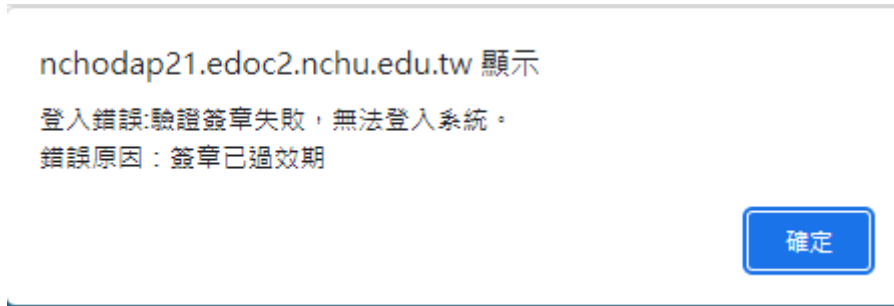 nchodap21.edoc2.nchu.edu.tw 顯示
登入錯誤:驗證簽章失敗，無法登入系統。
錯誤原因：簽章已過效期
確定